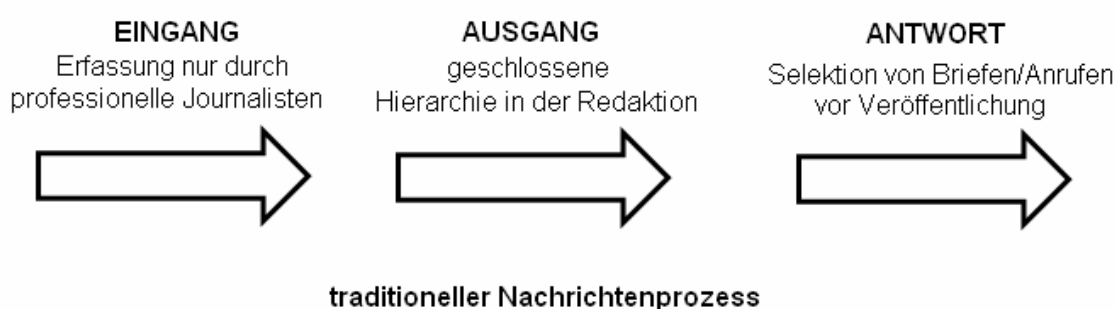 EINGANG
Erfassung nur durch
professionelle Journalisten
AUSGANG
geschlossene
Hierarchie in der Redaktion
ANTWORT
Selektion von Briefen/Anrufen
vor Veröffentlichung
traditioneller Nachrichtenprozess